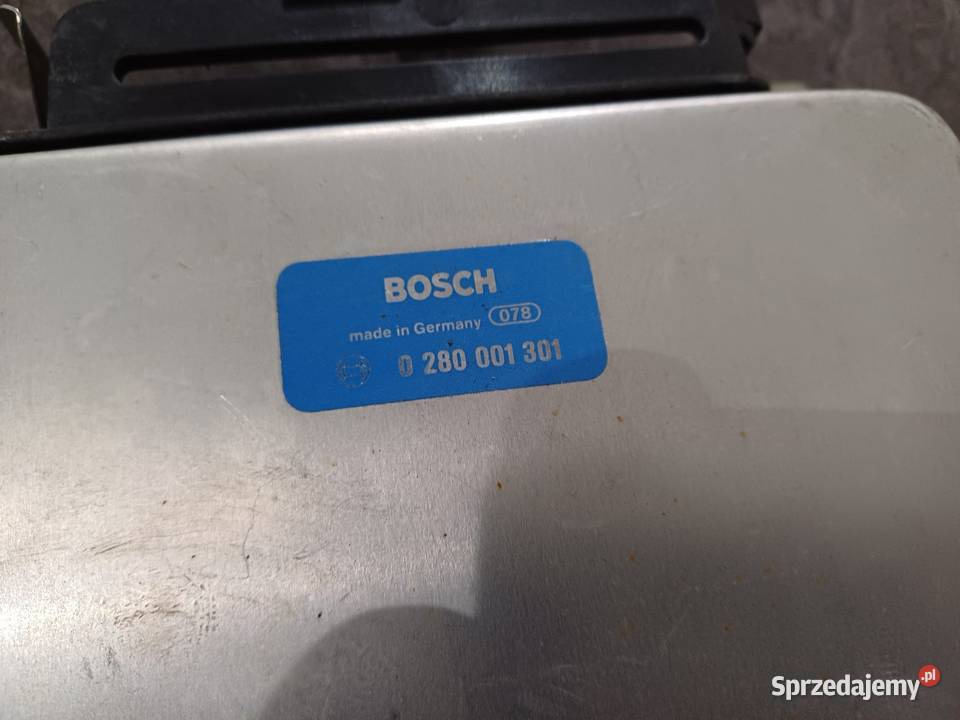 BOSCH
made in Germany 078
0 280 001 301
Sprzedajemy.pl